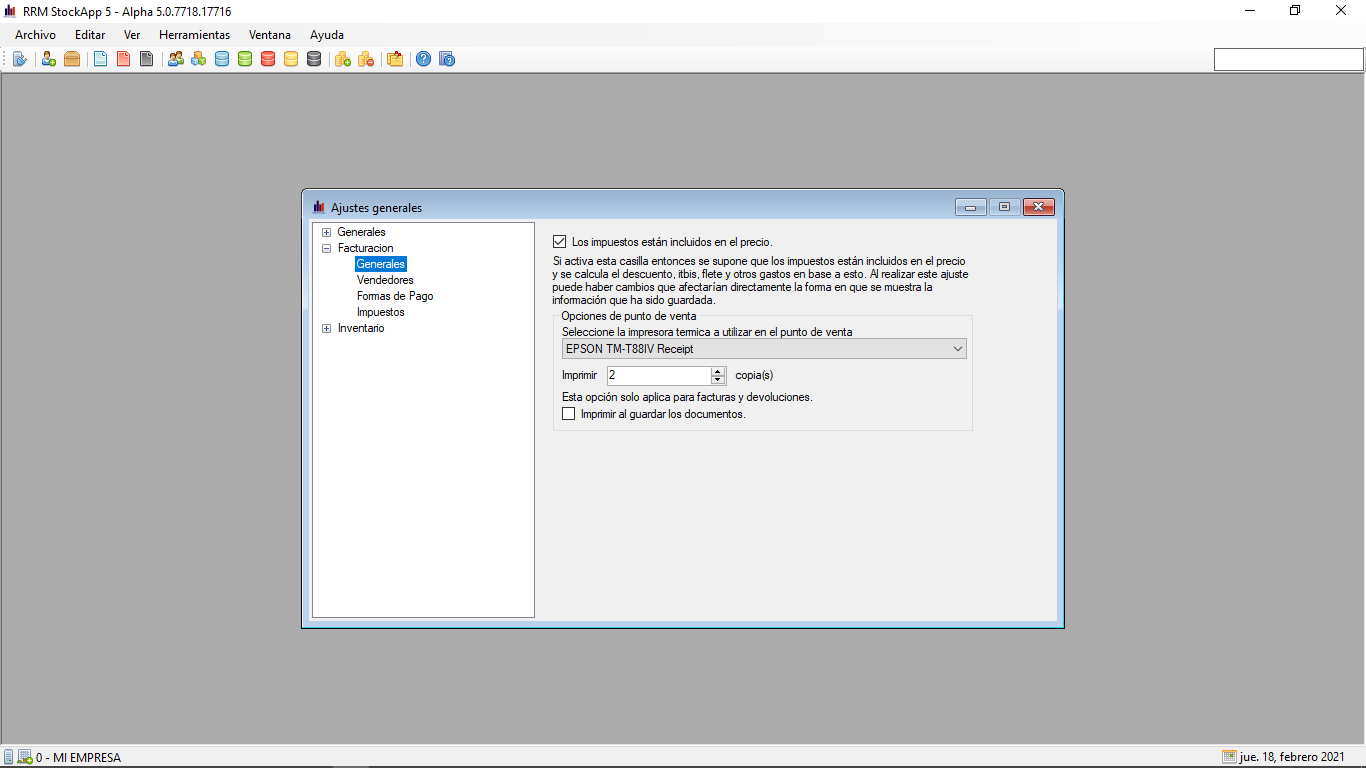 RRM StockApp 5 - Alpha 5.0.7718.17716
Archivo Editar Ver Herramientas Ventana Ayuda
Ajustes generales
Generales
Facturacion
Generales
Vendedores
Formas de Pago
Impuestos
Inventario
Los impuestos están incluidos en el precio.
Si activa esta casilla entonces se supone que los impuestos están incluidos en el precio
y se calcula el descuento, itbis, flete y otros gastos en base a esto. Al realizar este ajuste
puede haber cambios que afectarían directamente la forma en que se muestra la
información que ha sido guardada.
Opciones de punto de venta
Seleccione la impresora termica a utilizar en el punto de venta
EPSON TM-T88IV Receipt
Imprimir 2 copia(s)
Esta opción solo aplica para facturas y devoluciones.
Imprimir al guardar los documentos.
0 - MI EMPRESA
jue. 18, febrero 2021